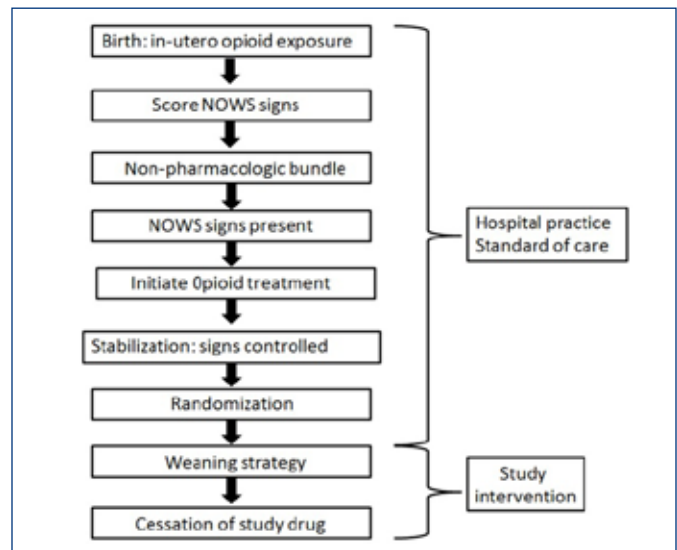 Birth: in-utero opioid exposure
Score NOWS signs
Non-pharmacologic bundle
NOWS signs present
Initiate 0pioid treatment
Stabilization: signs controlled
Randomization
Weaning strategy
Cessation of study drug
Hospital practice
Standard of care
Study
intervention